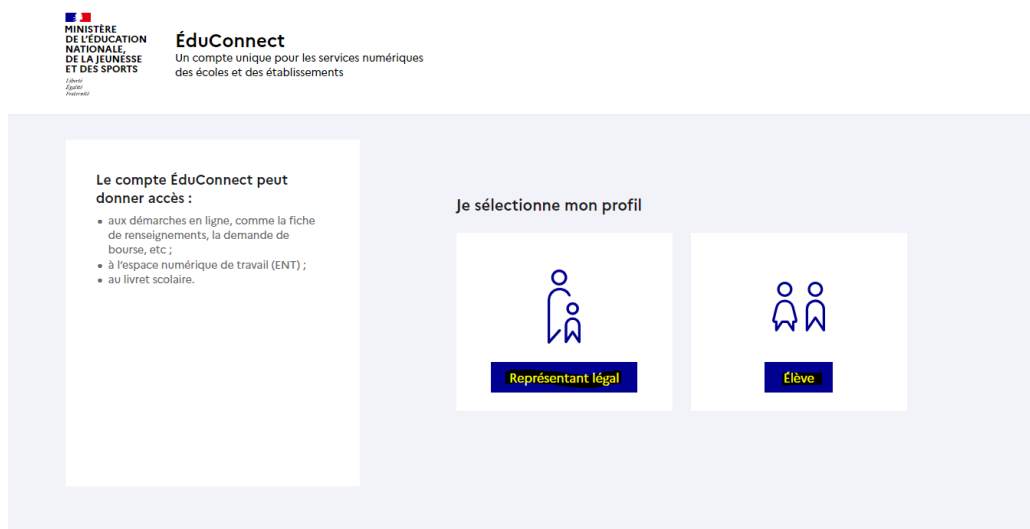 MINISTÈRE
DE L'ÉDUCATION
NATIONALE,
DE LA JEUNESSE
ET DES SPORTS
Liberté
Égalité
Fraternité
ÉduConnect
Un compte unique pour les services numériques
des écoles et des établissements
Le compte ÉduConnect peut
donner accès :
• aux démarches en ligne, comme la fiche
de renseignements, la demande de
bourse, etc ;
• à l'espace numérique de travail (ENT) ;
• au livret scolaire.
Je sélectionne mon profil
Représentant légal
Élève